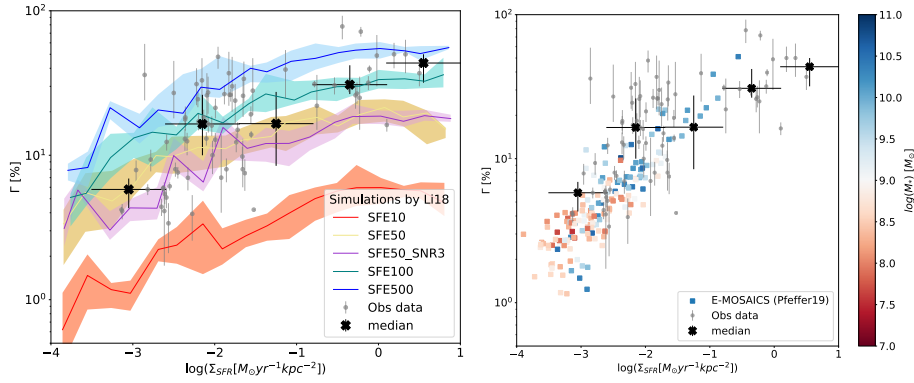 10²
10¹
10⁰
Γ [%]
−4 −3 −2 −1 0 1
log(Σ_SFR[M⊙yr⁻¹kpc⁻²])
Simulations by Li18
SFE10
SFE50
SFE50_SNR3
SFE100
SFE500
Obs data
median
10²
10¹
10⁰
Γ [%]
−4 −3 −2 −1 0 1
log(Σ_SFR[M⊙yr⁻¹kpc⁻²])
E-MOSAICS (Pfeffer19)
Obs data
median
11.0
10.5
10.0
9.5
9.0
8.5
8.0
7.5
7.0
log(M⋆) [M⊙]